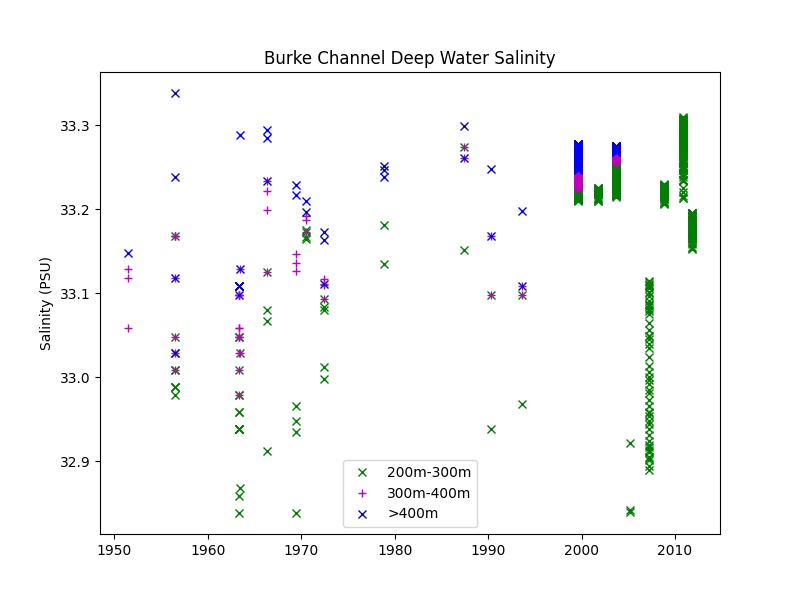 Burke Channel Deep Water Salinity
Salinity (PSU)
33.3
33.2
33.1
33.0
32.9
200m-300m
300m-400m
>400m
1950 1960 1970 1980 1990 2000 2010